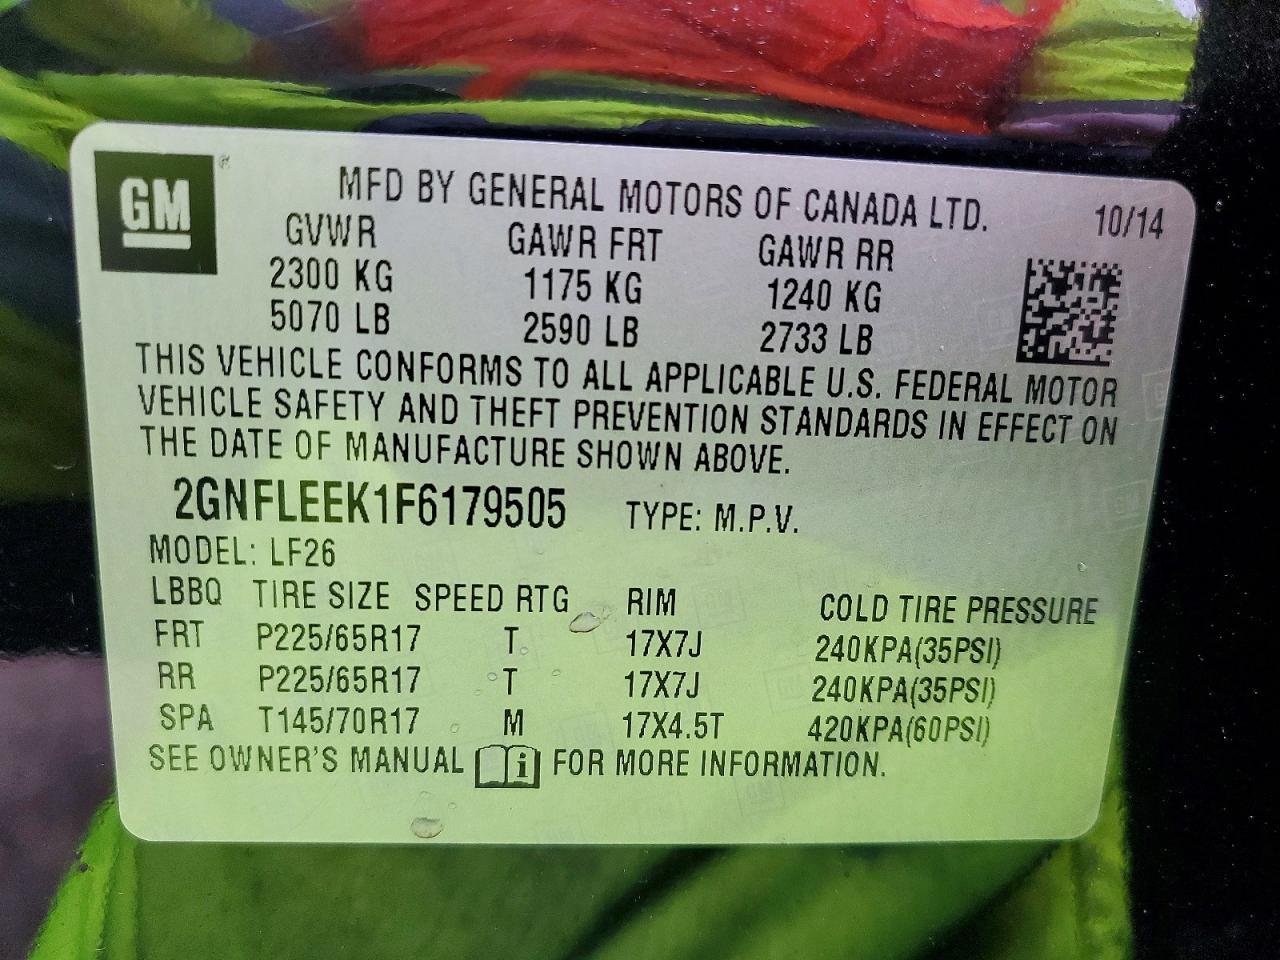 GM ®
MFD BY GENERAL MOTORS OF CANADA LTD. 10/14
GVWR GAWR FRT GAWR RR
2300 KG 1175 KG 1240 KG
5070 LB 2590 LB 2733 LB
THIS VEHICLE CONFORMS TO ALL APPLICABLE U.S. FEDERAL MOTOR
VEHICLE SAFETY AND THEFT PREVENTION STANDARDS IN EFFECT ON
THE DATE OF MANUFACTURE SHOWN ABOVE.
2GNFLEEK1F6179505 TYPE: M.P.V.
MODEL: LF26
LBBQ TIRE SIZE SPEED RTG RIM COLD TIRE PRESSURE
FRT P225/65R17 T 17X7J 240KPA(35PSI)
RR P225/65R17 T 17X7J 240KPA(35PSI)
SPA T145/70R17 M 17X4.5T 420KPA(60PSI)
SEE OWNER'S MANUAL i FOR MORE INFORMATION.